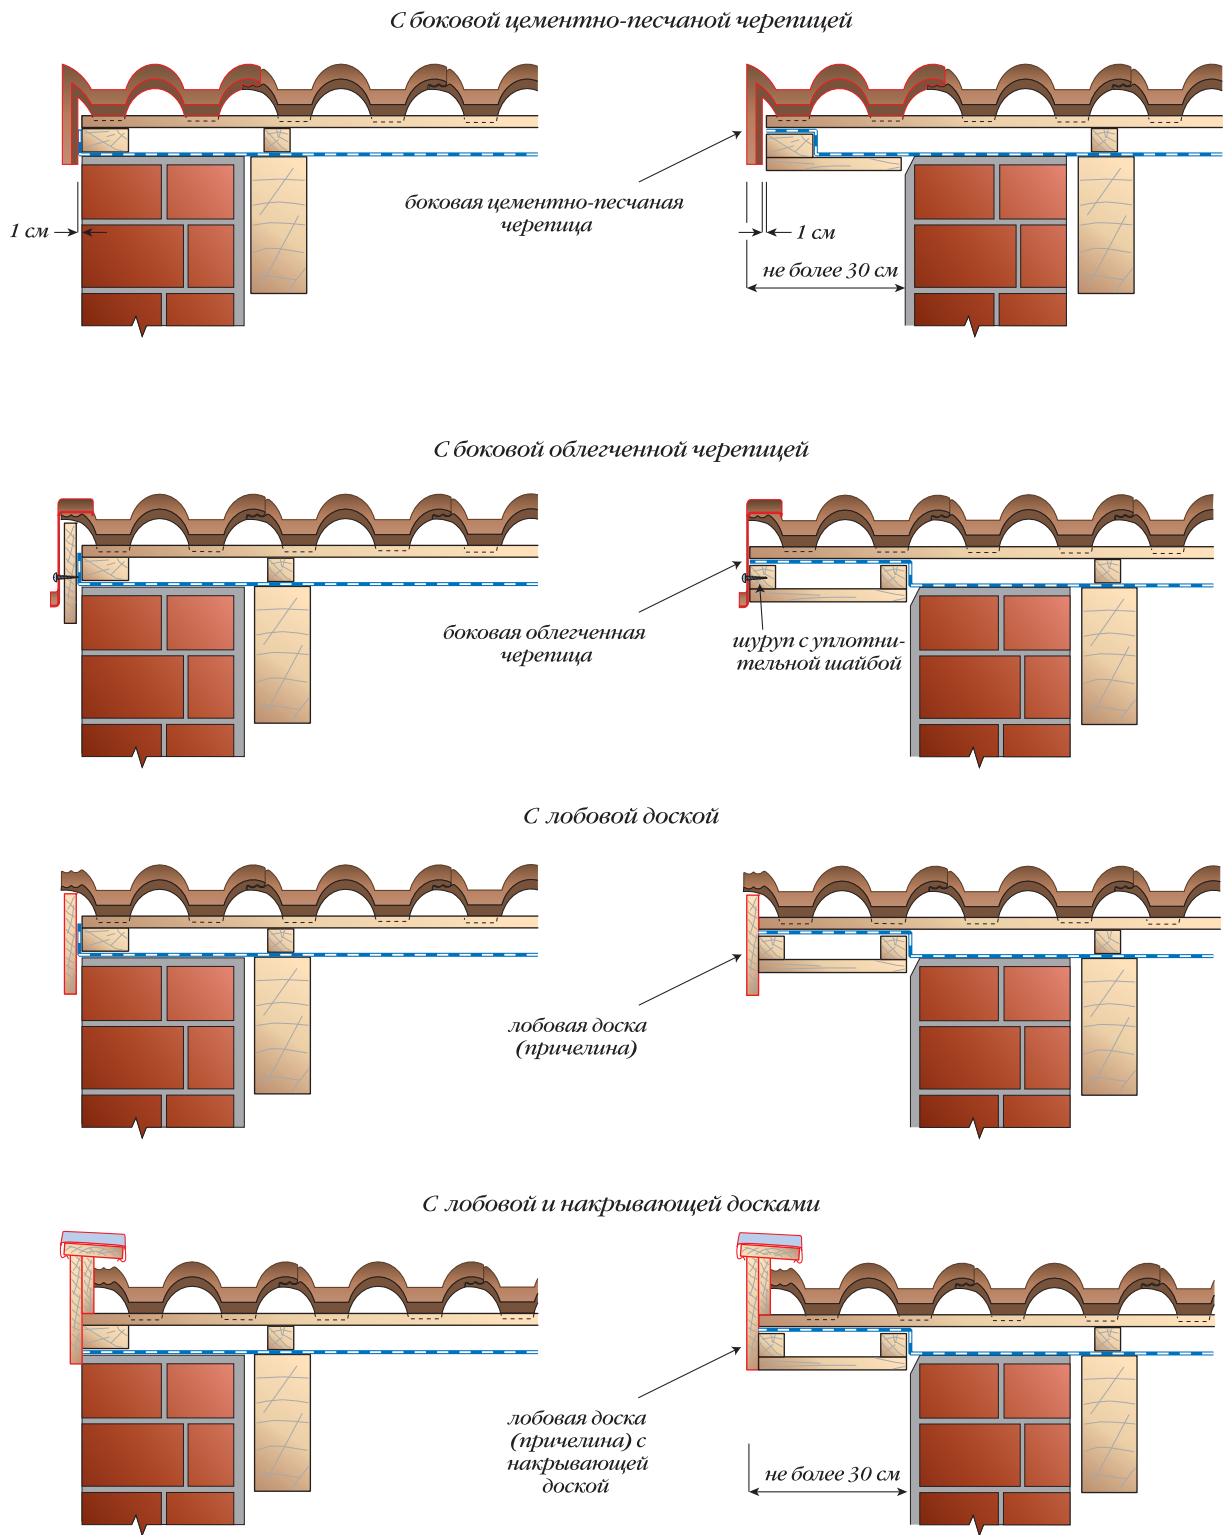 С боковой цементно-песчаной черепицей
боковая цементно-песчаная
черепица
1 см
1 см
не более 30 см
С боковой облегченной черепицей
боковая облегченная
черепица
шуруп с уплотни-
тельной шайбой
С лобовой доской
лобовая доска
(причелина)
С лобовой и накрывающей досками
лобовая доска
(причелина) с
накрывающей
доской
не более 30 см